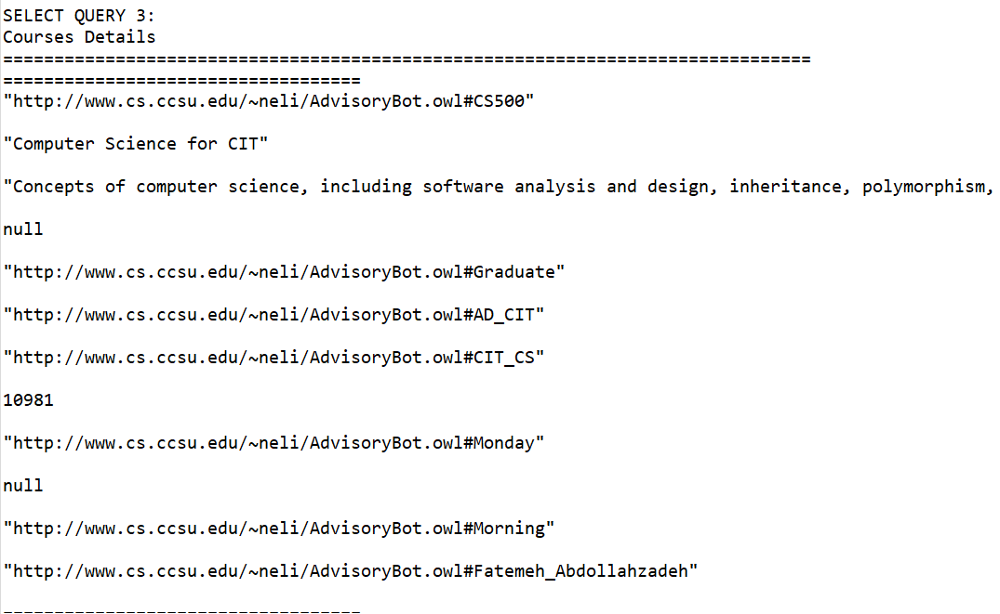 SELECT QUERY 3:
Courses Details
===============================================================================
===================================
"http://www.cs.ccsu.edu/~neli/AdvisoryBot.owl#CS500"
"Computer Science for CIT"
"Concepts of computer science, including software analysis and design, inheritance, polymorphism,
null
"http://www.cs.ccsu.edu/~neli/AdvisoryBot.owl#Graduate"
"http://www.cs.ccsu.edu/~neli/AdvisoryBot.owl#AD_CIT"
"http://www.cs.ccsu.edu/~neli/AdvisoryBot.owl#CIT_CS"
10981
"http://www.cs.ccsu.edu/~neli/AdvisoryBot.owl#Monday"
null
"http://www.cs.ccsu.edu/~neli/AdvisoryBot.owl#Morning"
"http://www.cs.ccsu.edu/~neli/AdvisoryBot.owl#Fatemeh_Abdollahzadeh"
-----------------------------------